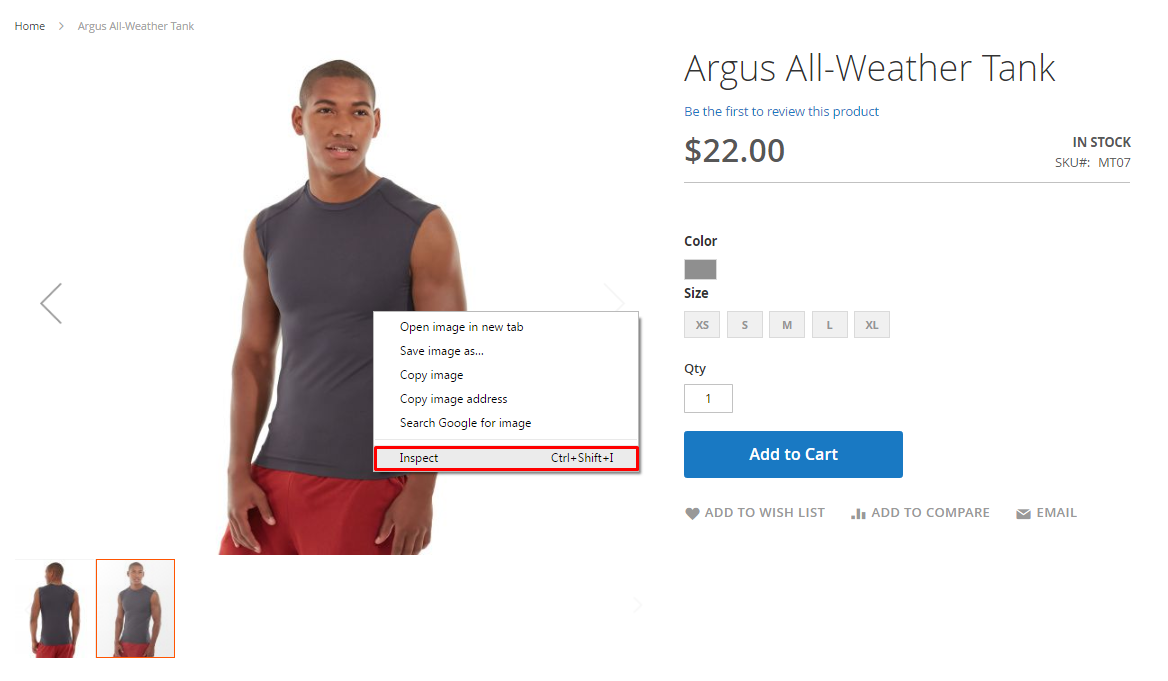 Home > Argus All-Weather Tank
Argus All-Weather Tank
Be the first to review this product
$22.00
IN STOCK
SKU#: MT07
Color
Size
XS S M L XL
Qty
1
Add to Cart
ADD TO WISH LIST ADD TO COMPARE EMAIL
Open image in new tab
Save image as...
Copy image
Copy image address
Search Google for image
Inspect Ctrl+Shift+I